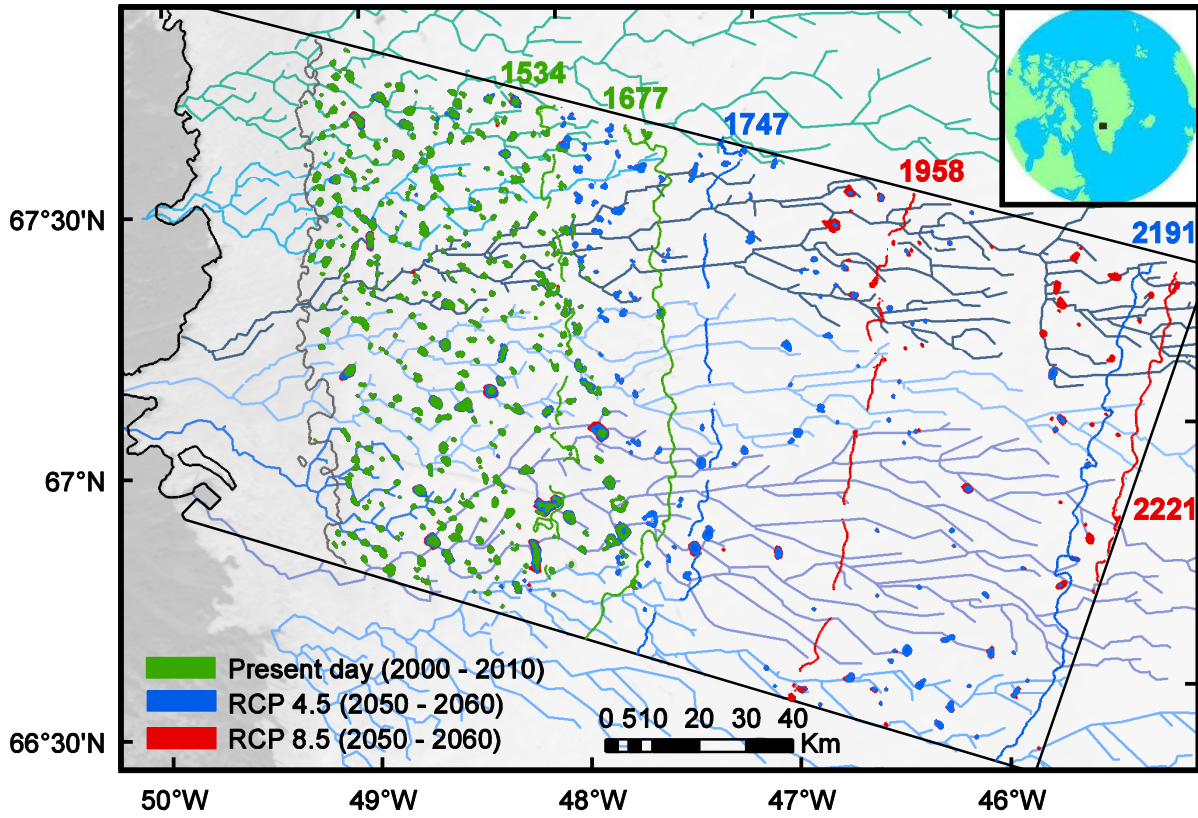 1534
1677
1747
1958
67°30'N
2191
67°N
2221
Present day (2000 - 2010)
RCP 4.5 (2050 - 2060)
RCP 8.5 (2050 - 2060)
0 5 10 20 30 40
Km
66°30'N
50°W 49°W 48°W 47°W 46°W